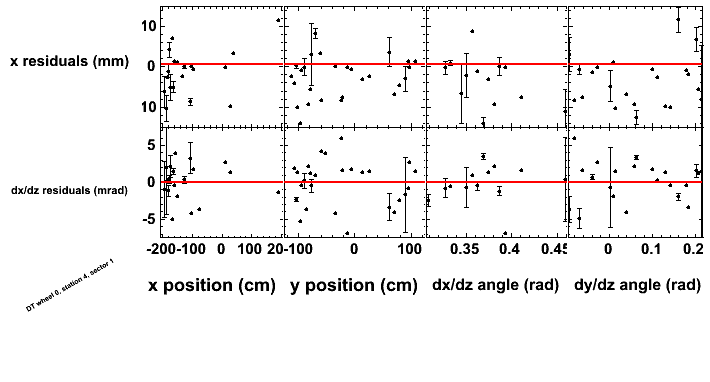 10
x residuals (mm)
0
10
5
dx/dz residuals (mrad)
0
-5
-200 -100 0 100 20 -100 0 100 0.35 0.4 0.45 0 0.1 0.2
x position (cm) y position (cm) dx/dz angle (rad) dy/dz angle (rad)
DT wheel 0, station 4, sector 1